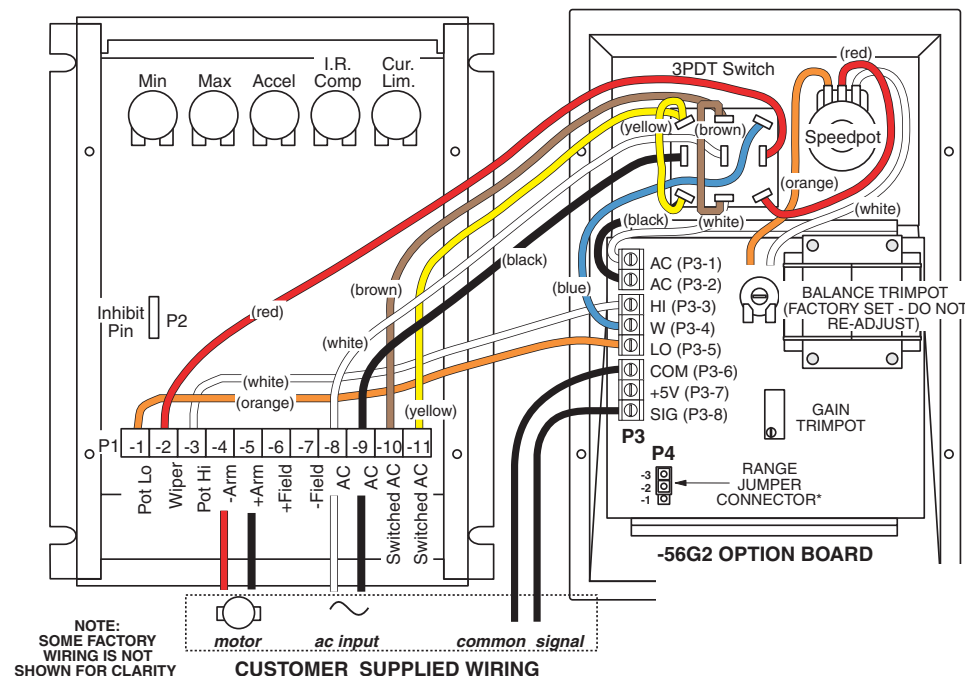 Min
Max
Accel
I.R.
Comp
Cur.
Lim.
3PDT Switch
(red)
(yellow)
(brown)
Speedpot
(orange)
(black)
(white)
(white)
(black)
AC (P3-1)
AC (P3-2)
HI (P3-3)
W (P3-4)
LO (P3-5)
COM (P3-6)
+5V (P3-7)
SIG (P3-8)
P3
BALANCE TRIMPOT
(FACTORY SET - DO NOT
RE-ADJUST)
(blue)
(brown)
(red)
(white)
Inhibit
Pin
P2
(white)
(orange)
(yellow)
GAIN
TRIMPOT
P4
-3
-2
-1
RANGE
JUMPER
CONNECTOR*
P1
-1 -2 -3 -4 -5 -6 -7 -8 -9 -10 -11
Pot Lo
Wiper
Pot Hi
-Arm
+Arm
+Field
-Field
AC
AC
Switched AC
Switched AC
-56G2 OPTION BOARD
motor
ac input
common signal
CUSTOMER SUPPLIED WIRING
NOTE:
SOME FACTORY
WIRING IS NOT
SHOWN FOR CLARITY